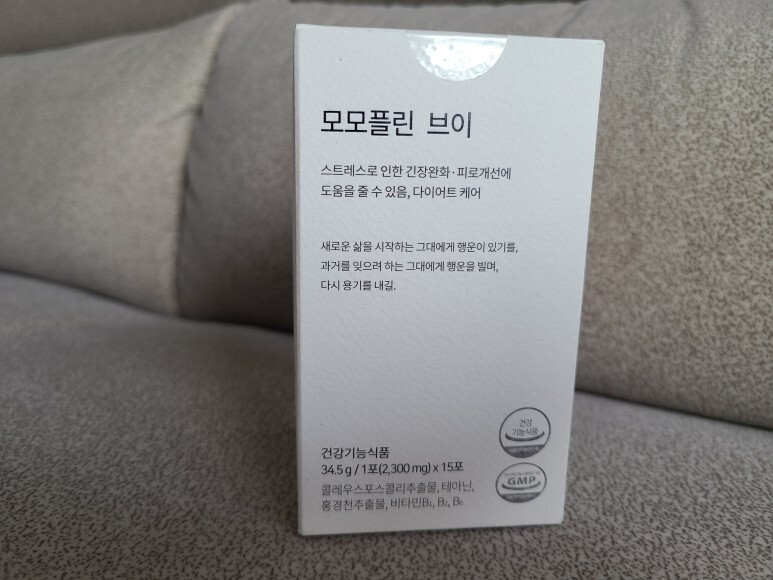 모모플린 브이
스트레스로 인한 긴장완화·피로개선에
도움을 줄 수 있음, 다이어트 케어
새로운 삶을 시작하는 그대에게 행운이 있기를,
과거를 잊으려 하는 그대에게 행운을 빌며,
다시 용기를 내길.
건강
기능식품
건강기능식품
34.5 g / 1포(2,300 mg) x 15포
GMP
콜레우스포스콜리추출물, 테아닌,
홍경천추출물, 비타민B₁, B₂, B₆